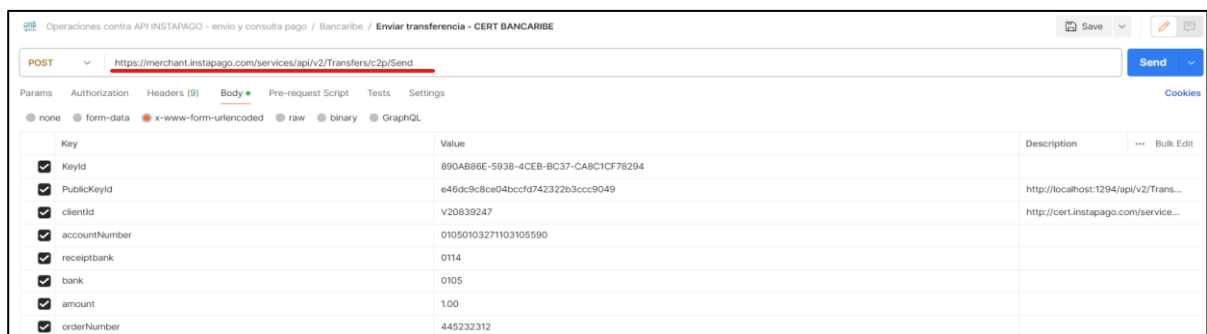 Operaciones contra API INSTAPAGO - envío y consulta pago / Bancaribe / Enviar transferencia - CERT BANCARIBE Save
POST https://merchant.instapago.com/services/api/v2/Transfers/c2p/Send Send
Params Authorization Headers (9) Body Pre-request Script Tests Settings Cookies
none form-data x-www-form-urlencoded raw binary GraphQL
Key Value Description ••• Bulk Edit
KeyId 890AB86E-5938-4CEB-BC37-CA8C1CF78294
PublicKeyId e46dc9c8ce04bccfd742322b3ccc9049 http://localhost:1294/api/v2/Trans...
clientId V20839247 http://cert.instapago.com/service...
accountNumber 01050103271103105590
receiptbank 0114
bank 0105
amount 1.00
orderNumber 445232312